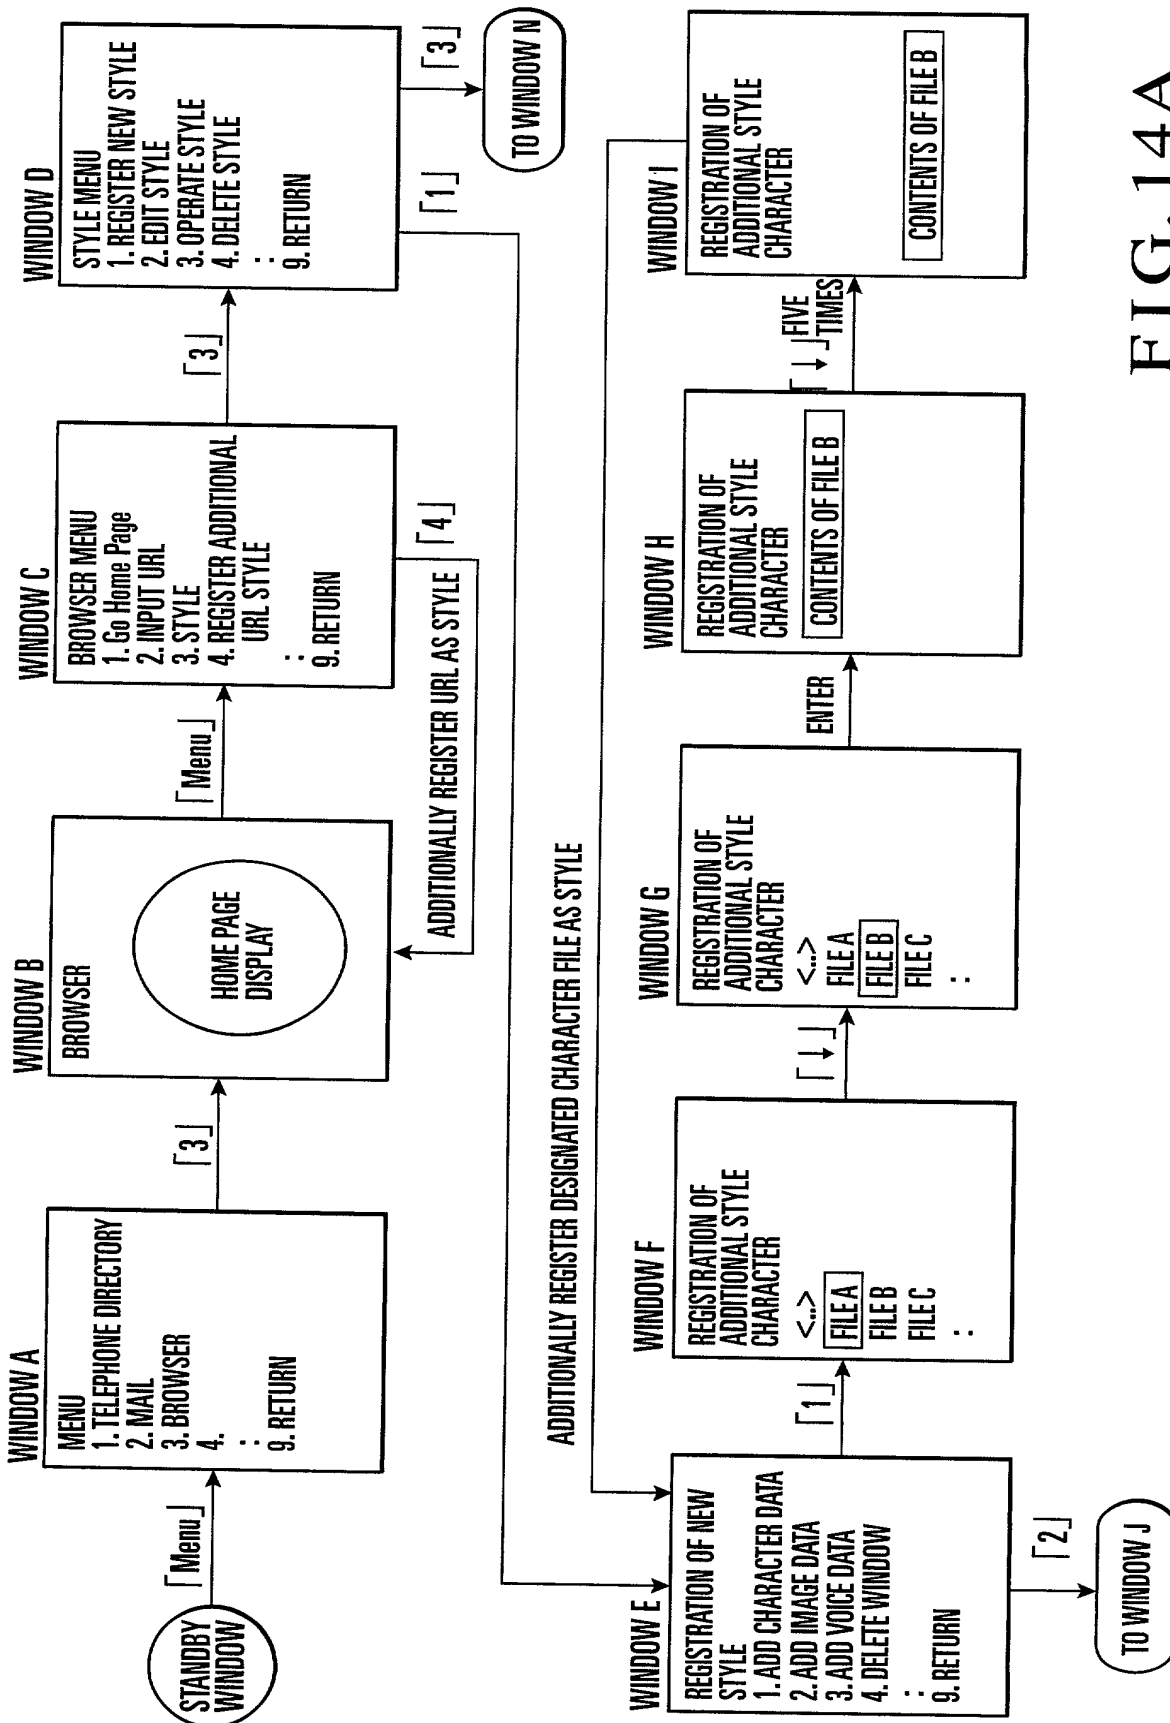 STANDBY
WINDOW
「Menu」
WINDOW A
MENU
1. TELEPHONE DIRECTORY
2. MAIL
3. BROWSER
4.
:
9. RETURN
「3」
WINDOW B
BROWSER
HOME PAGE
DISPLAY
「Menu」
WINDOW C
BROWSER MENU
1. Go Home Page
2. INPUT URL
3. STYLE
4. REGISTER ADDITIONAL
URL STYLE
:
9. RETURN
「4」
ADDITIONALLY REGISTER URL AS STYLE
「3」
WINDOW D
STYLE MENU
1. REGISTER NEW STYLE
2. EDIT STYLE
3. OPERATE STYLE
4. DELETE STYLE
:
9. RETURN
「1」
「3」
TO WINDOW N
WINDOW E
REGISTRATION OF NEW
STYLE
1. ADD CHARACTER DATA
2. ADD IMAGE DATA
3. ADD VOICE DATA
4. DELETE WINDOW
:
9. RETURN
「2」
TO WINDOW J
「1」
ADDITIONALLY REGISTER DESIGNATED CHARACTER FILE AS STYLE
WINDOW F
REGISTRATION OF
ADDITIONAL STYLE
CHARACTER
<..>
FILE A
FILE B
FILE C
:
「↓」
WINDOW G
REGISTRATION OF
ADDITIONAL STYLE
CHARACTER
<..>
FILE A
FILE B
FILE C
:
ENTER
WINDOW H
REGISTRATION OF
ADDITIONAL STYLE
CHARACTER
CONTENTS OF FILE B
「↓」FIVE
TIMES
WINDOW I
REGISTRATION OF
ADDITIONAL STYLE
CHARACTER
CONTENTS OF FILE B
FIG.14A